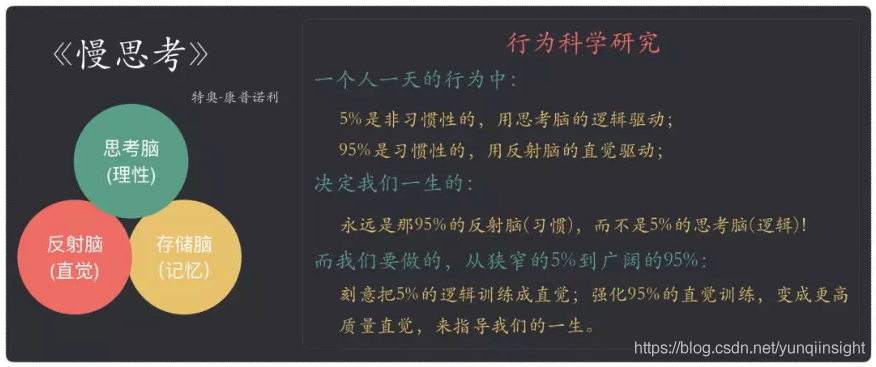 《慢思考》
特奥-康普诺利
思考脑
(理性)
反射脑
(直觉)
存储脑
(记忆)
行为科学研究
一个人一天的行为中：
5%是非习惯性的，用思考脑的逻辑驱动；
95%是习惯性的，用反射脑的直觉驱动；
决定我们一生的：
永远是那95%的反射脑(习惯)，而不是5%的思考脑(逻辑)！
而我们要做的，从狭窄的5%到广阔的95%：
刻意把5%的逻辑训练成直觉；强化95%的直觉训练，变成更高
质量直觉，来指导我们的一生。
https://blog.csdn.net/yunqiinsight